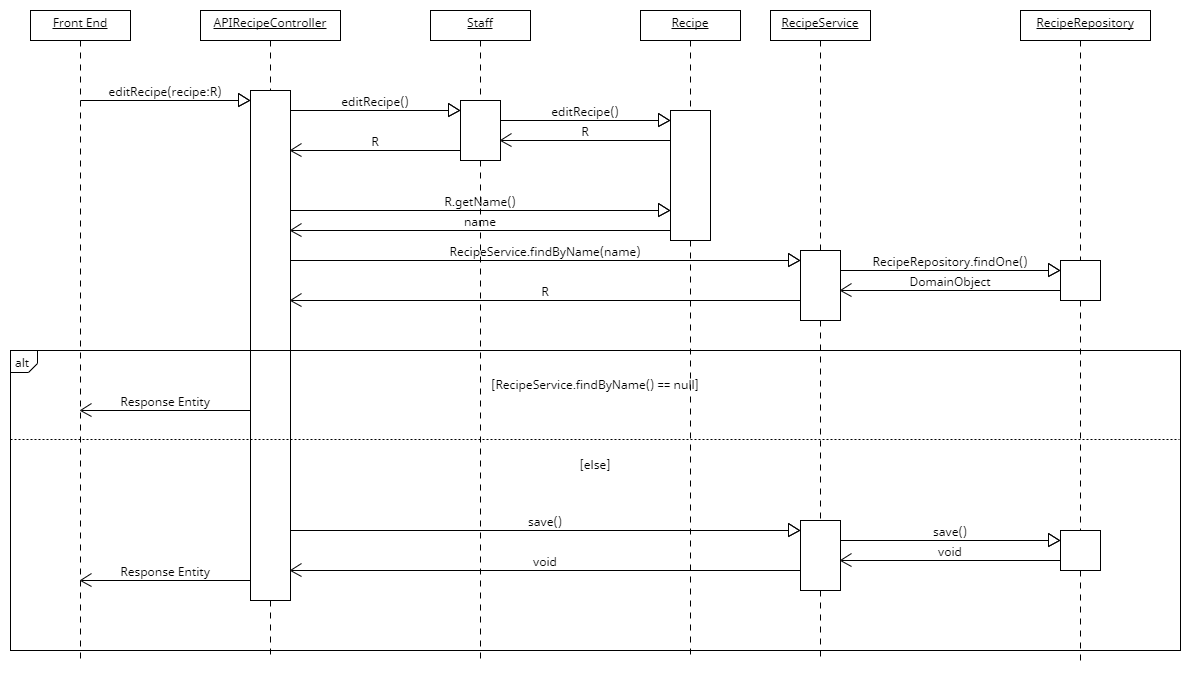 Front End
APIRecipeController
Staff
Recipe
RecipeService
RecipeRepository
editRecipe(recipe:R)
editRecipe()
editRecipe()
R
R
R.getName()
name
RecipeService.findByName(name)
RecipeRepository.findOne()
DomainObject
R
alt
[RecipeService.findByName() == null]
Response Entity
[else]
save()
save()
void
void
Response Entity